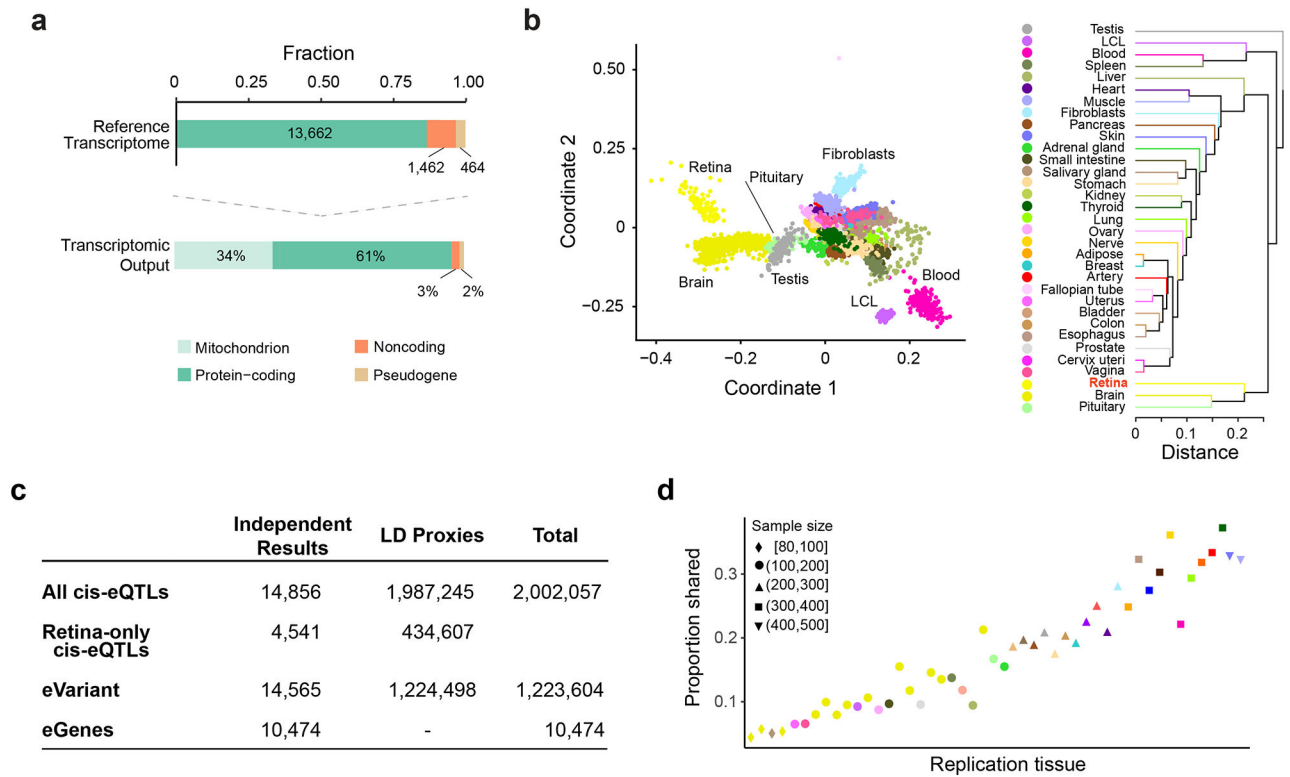 a
Fraction
0 0.25 0.50 0.75 1.00
Reference
Transcriptome
13,662
1,462 464
Transcriptomic
Output
34% 61%
3% 2%
Mitochondrion
Noncoding
Protein−coding
Pseudogene
b
Coordinate 2
0.50
0.25
0
−0.25
Retina
Pituitary
Fibroblasts
Brain
Testis
LCL
Blood
−0.4 −0.2 0 0.2
Coordinate 1
Testis
LCL
Blood
Spleen
Liver
Heart
Muscle
Fibroblasts
Pancreas
Skin
Adrenal gland
Small intestine
Salivary gland
Stomach
Kidney
Thyroid
Lung
Ovary
Nerve
Adipose
Breast
Artery
Fallopian tube
Uterus
Bladder
Colon
Esophagus
Prostate
Cervix uteri
Vagina
Retina
Brain
Pituitary
0 0.1 0.2
Distance
c
Independent
Results
LD Proxies Total
All cis-eQTLs 14,856 1,987,245 2,002,057
Retina-only
cis-eQTLs
4,541 434,607
eVariant 14,565 1,224,498 1,223,604
eGenes 10,474 - 10,474
d
Proportion shared
0.3
0.2
0.1
Sample size
[80,100]
(100,200]
(200,300]
(300,400]
(400,500]
Replication tissue